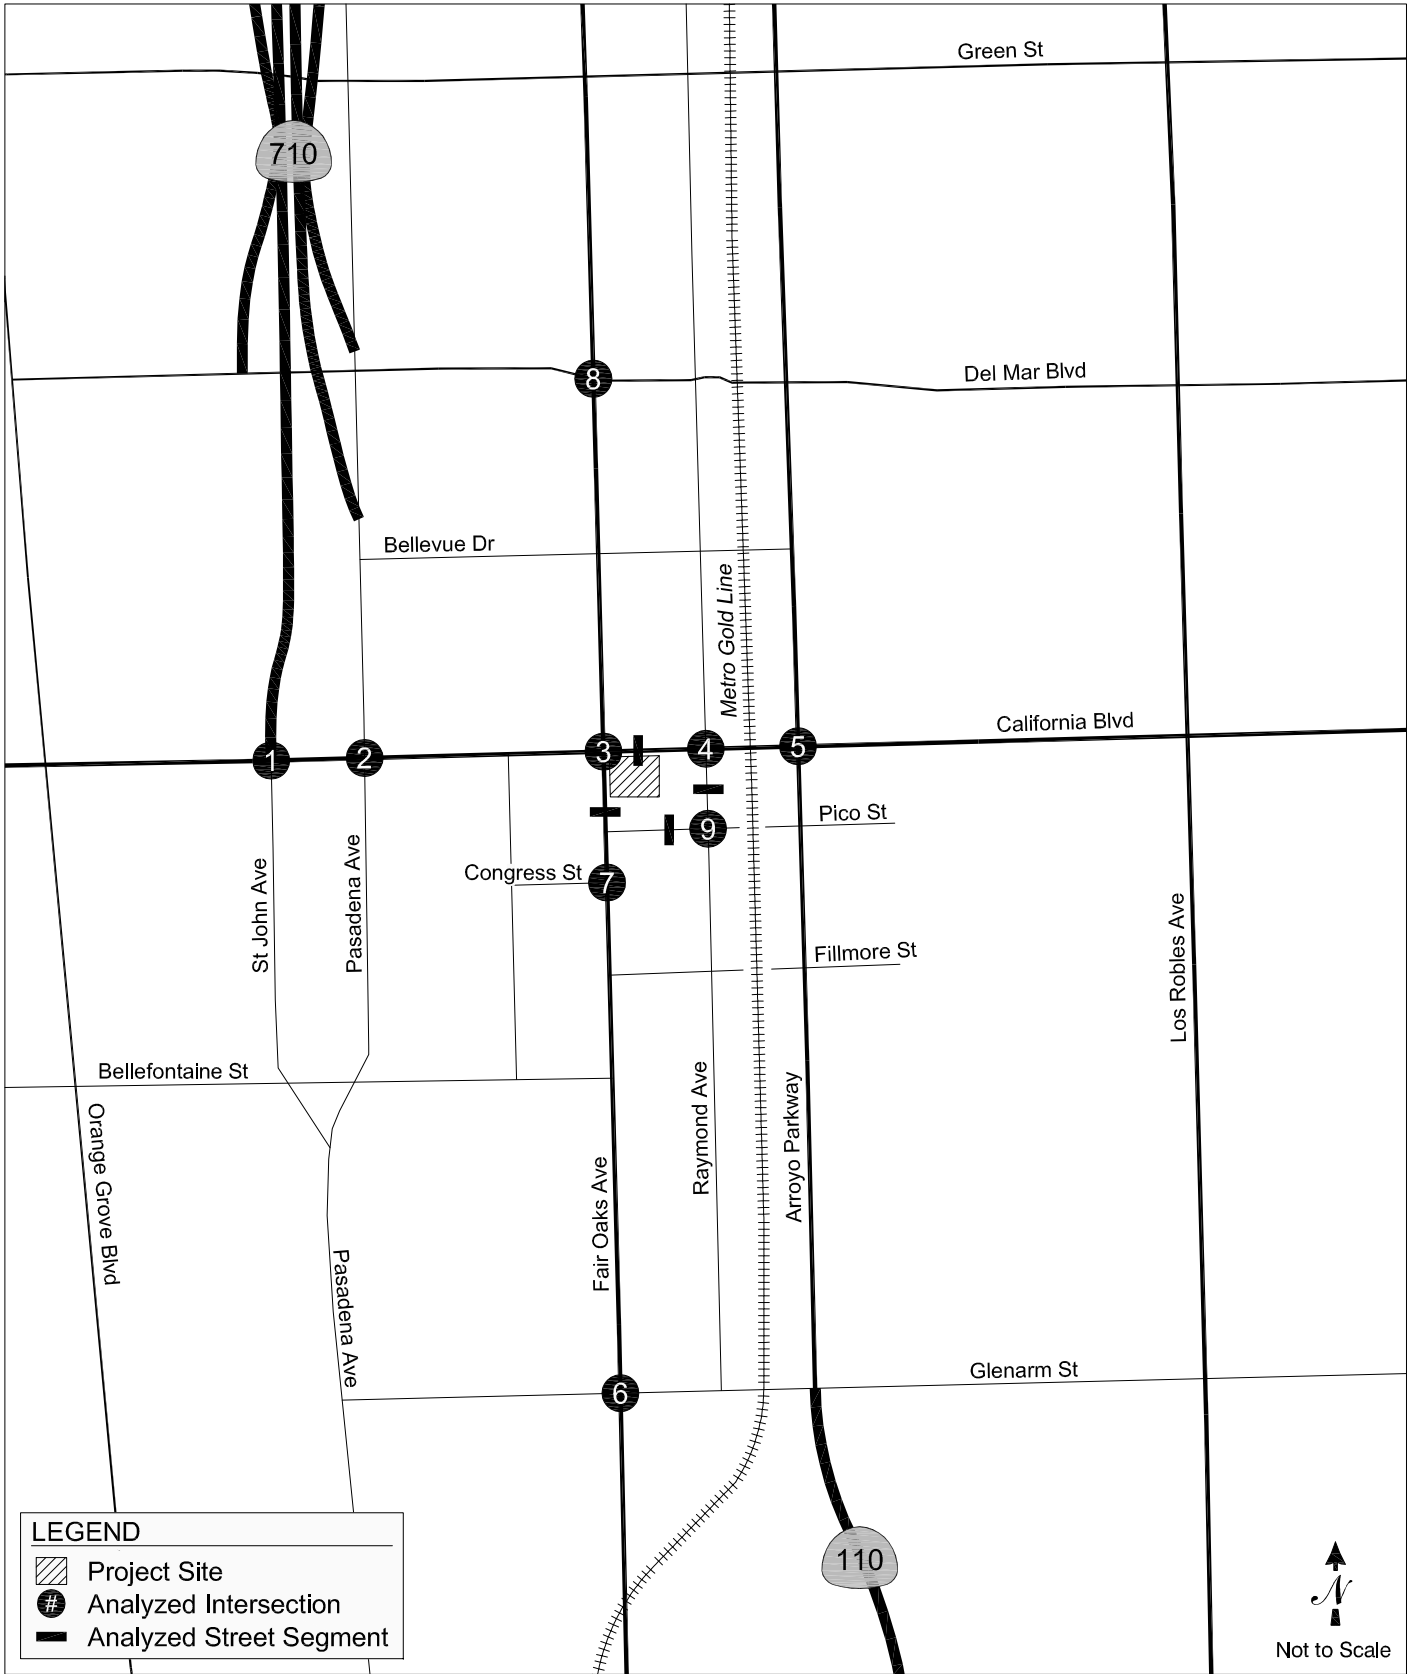 Green St
710
Del Mar Blvd
8
Bellevue Dr
Metro Gold Line
California Blvd
1
2
3
4
5
Pico St
9
St John Ave
Pasadena Ave
Congress St
7
Fillmore St
Los Robles Ave
Bellefontaine St
Orange Grove Blvd
Raymond Ave
Arroyo Parkway
Fair Oaks Ave
Pasadena Ave
Glenarm St
6
110
LEGEND
Project Site
# Analyzed Intersection
Analyzed Street Segment
N
Not to Scale